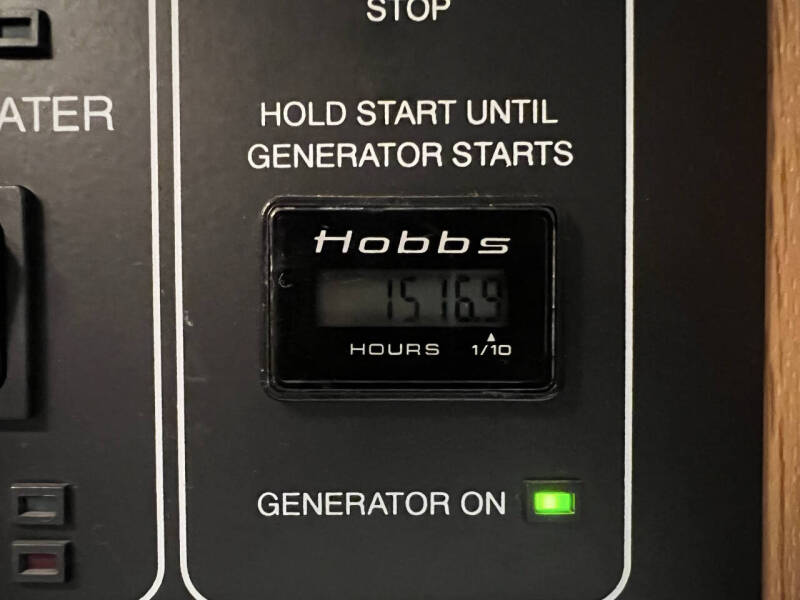 STOP
ATER
HOLD START UNTIL
GENERATOR STARTS
Hobbs
1516.9
HOURS 1/10
GENERATOR ON